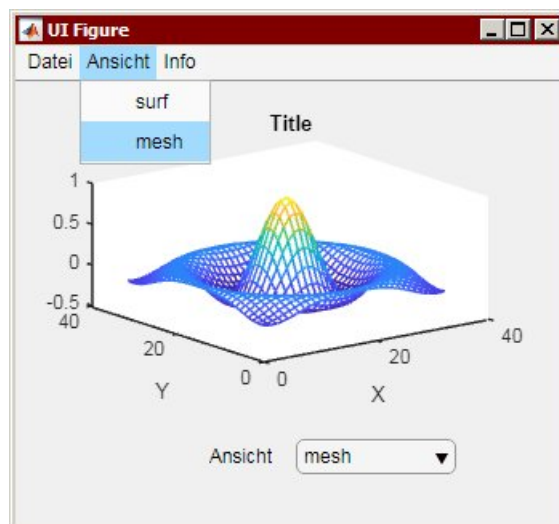 UI Figure
Datei Ansicht Info
surf
mesh
Title
1
0.5
0
-0.5
40
20
0
0
20
40
Y
X
Ansicht mesh